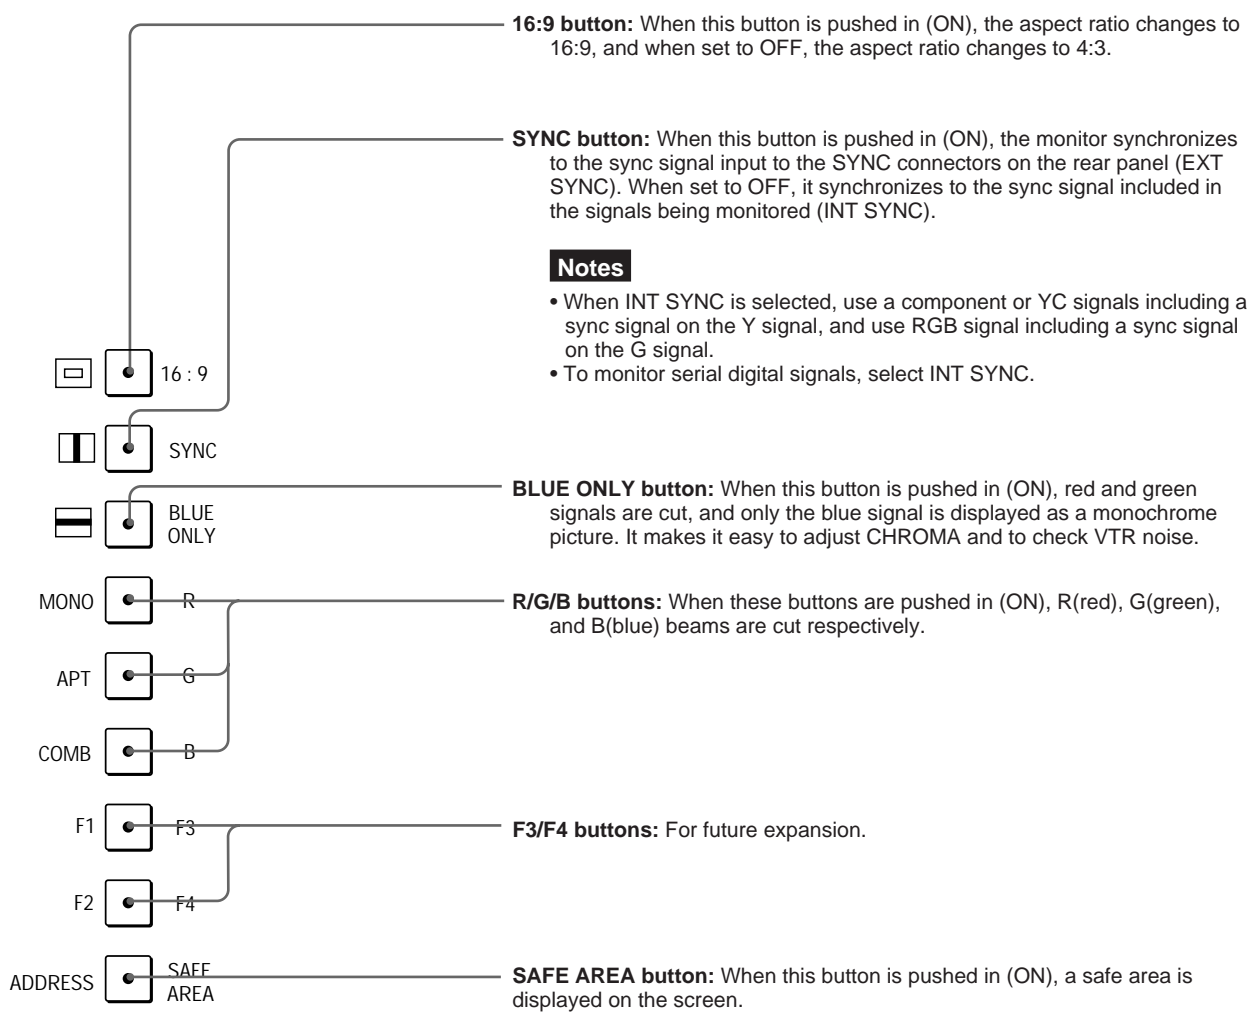 16:9 button: When this button is pushed in (ON), the aspect ratio changes to
16:9, and when set to OFF, the aspect ratio changes to 4:3.
SYNC button: When this button is pushed in (ON), the monitor synchronizes
to the sync signal input to the SYNC connectors on the rear panel (EXT
SYNC). When set to OFF, it synchronizes to the sync signal included in
the signals being monitored (INT SYNC).
Notes
• When INT SYNC is selected, use a component or YC signals including a
sync signal on the Y signal, and use RGB signal including a sync signal
on the G signal.
• To monitor serial digital signals, select INT SYNC.
16 : 9
SYNC
BLUE
ONLY
BLUE ONLY button: When this button is pushed in (ON), red and green
signals are cut, and only the blue signal is displayed as a monochrome
picture. It makes it easy to adjust CHROMA and to check VTR noise.
MONO R
R/G/B buttons: When these buttons are pushed in (ON), R(red), G(green),
and B(blue) beams are cut respectively.
APT G
COMB B
F1 F3
F3/F4 buttons: For future expansion.
F2 F4
ADDRESS SAFE
AREA
SAFE AREA button: When this button is pushed in (ON), a safe area is
displayed on the screen.